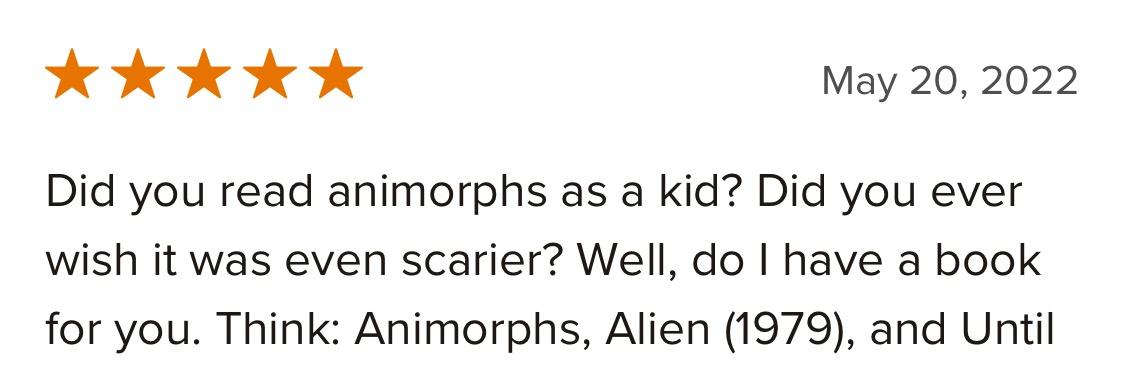 May 20, 2022
Did you read animorphs as a kid? Did you ever
wish it was even scarier? Well, do I have a book
for you. Think: Animorphs, Alien (1979), and Until